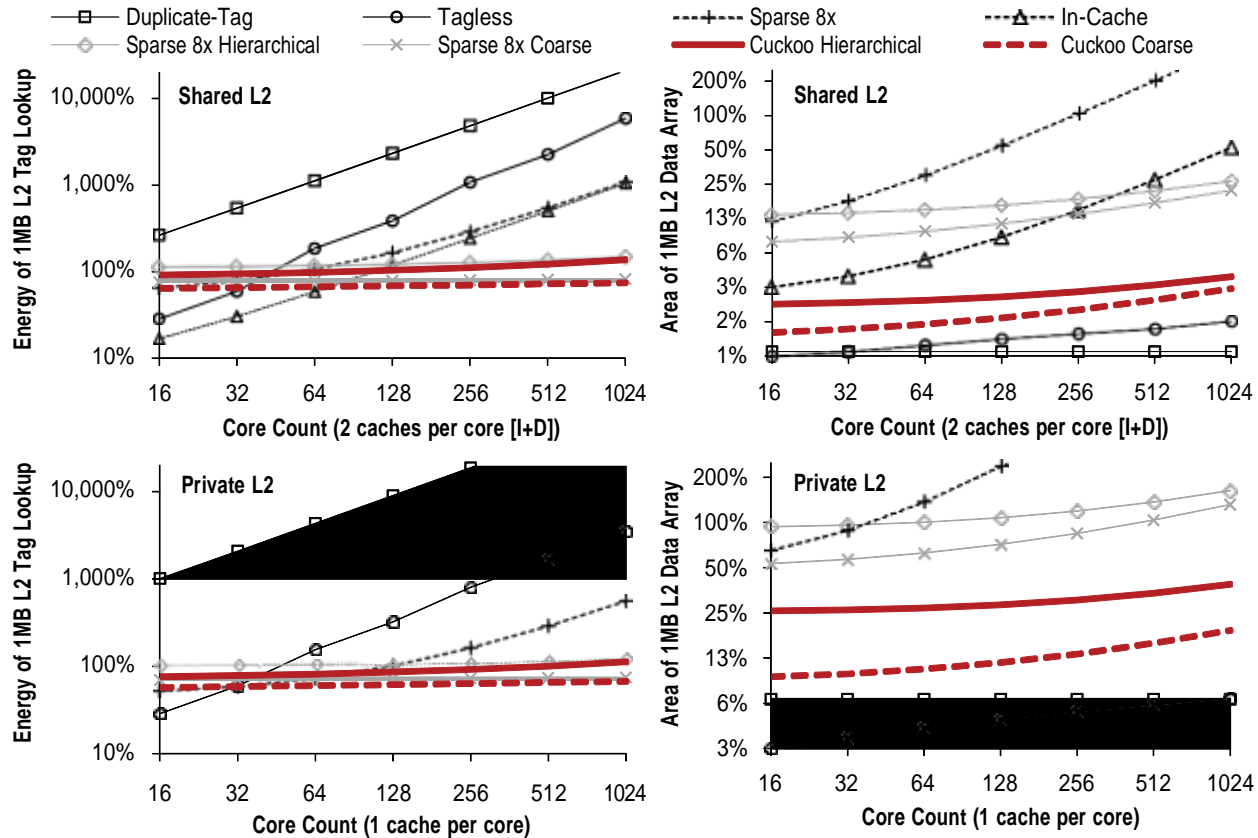 Duplicate-Tag Tagless Sparse 8x In-Cache
Sparse 8x Hierarchical Sparse 8x Coarse Cuckoo Hierarchical Cuckoo Coarse
Energy of 1MB L2 Tag Lookup
Shared L2
10,000%
1,000%
100%
10%
16 32 64 128 256 512 1024
Core Count (2 caches per core [I+D])
Area of 1MB L2 Data Array
Shared L2
200%
100%
50%
25%
13%
6%
3%
2%
1%
16 32 64 128 256 512 1024
Core Count (2 caches per core [I+D])
Energy of 1MB L2 Tag Lookup
Private L2
10,000%
1,000%
100%
10%
16 32 64 128 256 512 1024
Core Count (1 cache per core)
Area of 1MB L2 Data Array
Private L2
200%
100%
50%
25%
13%
6%
3%
16 32 64 128 256 512 1024
Core Count (1 cache per core)